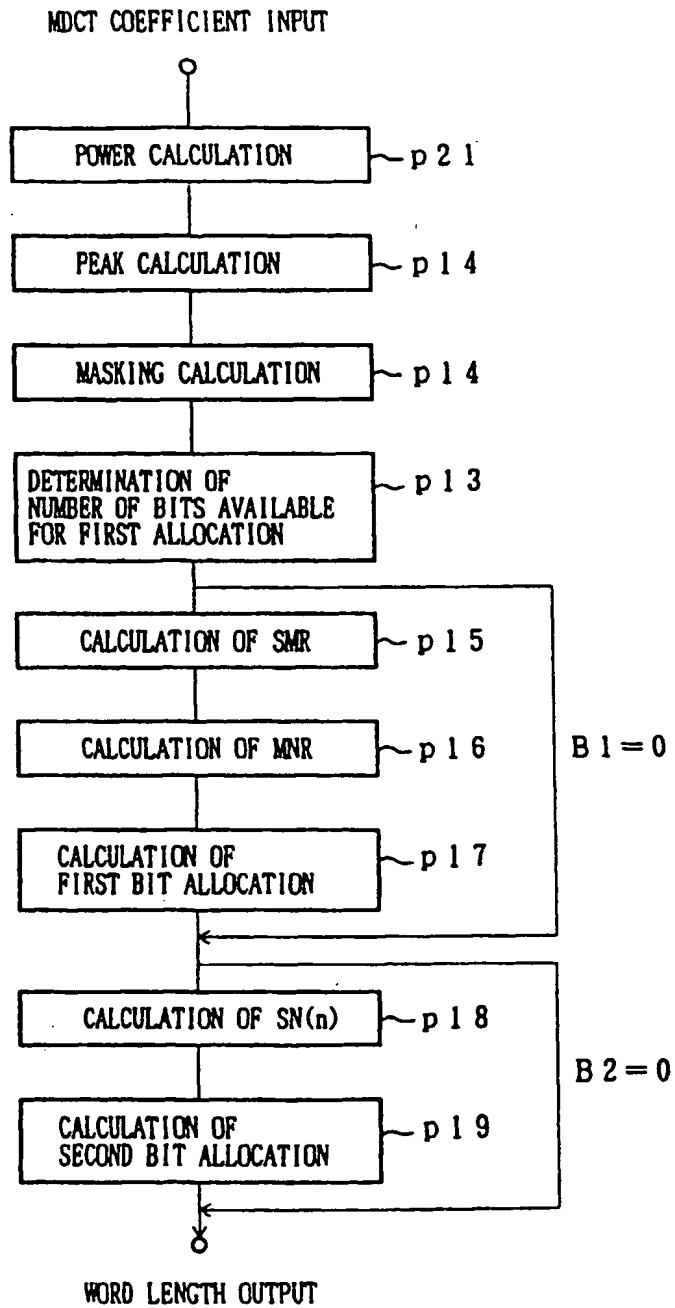 MDCT COEFFICIENT INPUT
POWER CALCULATION
p21
PEAK CALCULATION
p14
MASKING CALCULATION
p14
DETERMINATION OF
NUMBER OF BITS AVAILABLE
FOR FIRST ALLOCATION
p13
CALCULATION OF SMR
p15
CALCULATION OF MNR
p16
B1=0
CALCULATION OF
FIRST BIT ALLOCATION
p17
CALCULATION OF SN(n)
p18
B2=0
CALCULATION OF
SECOND BIT ALLOCATION
p19
WORD LENGTH OUTPUT